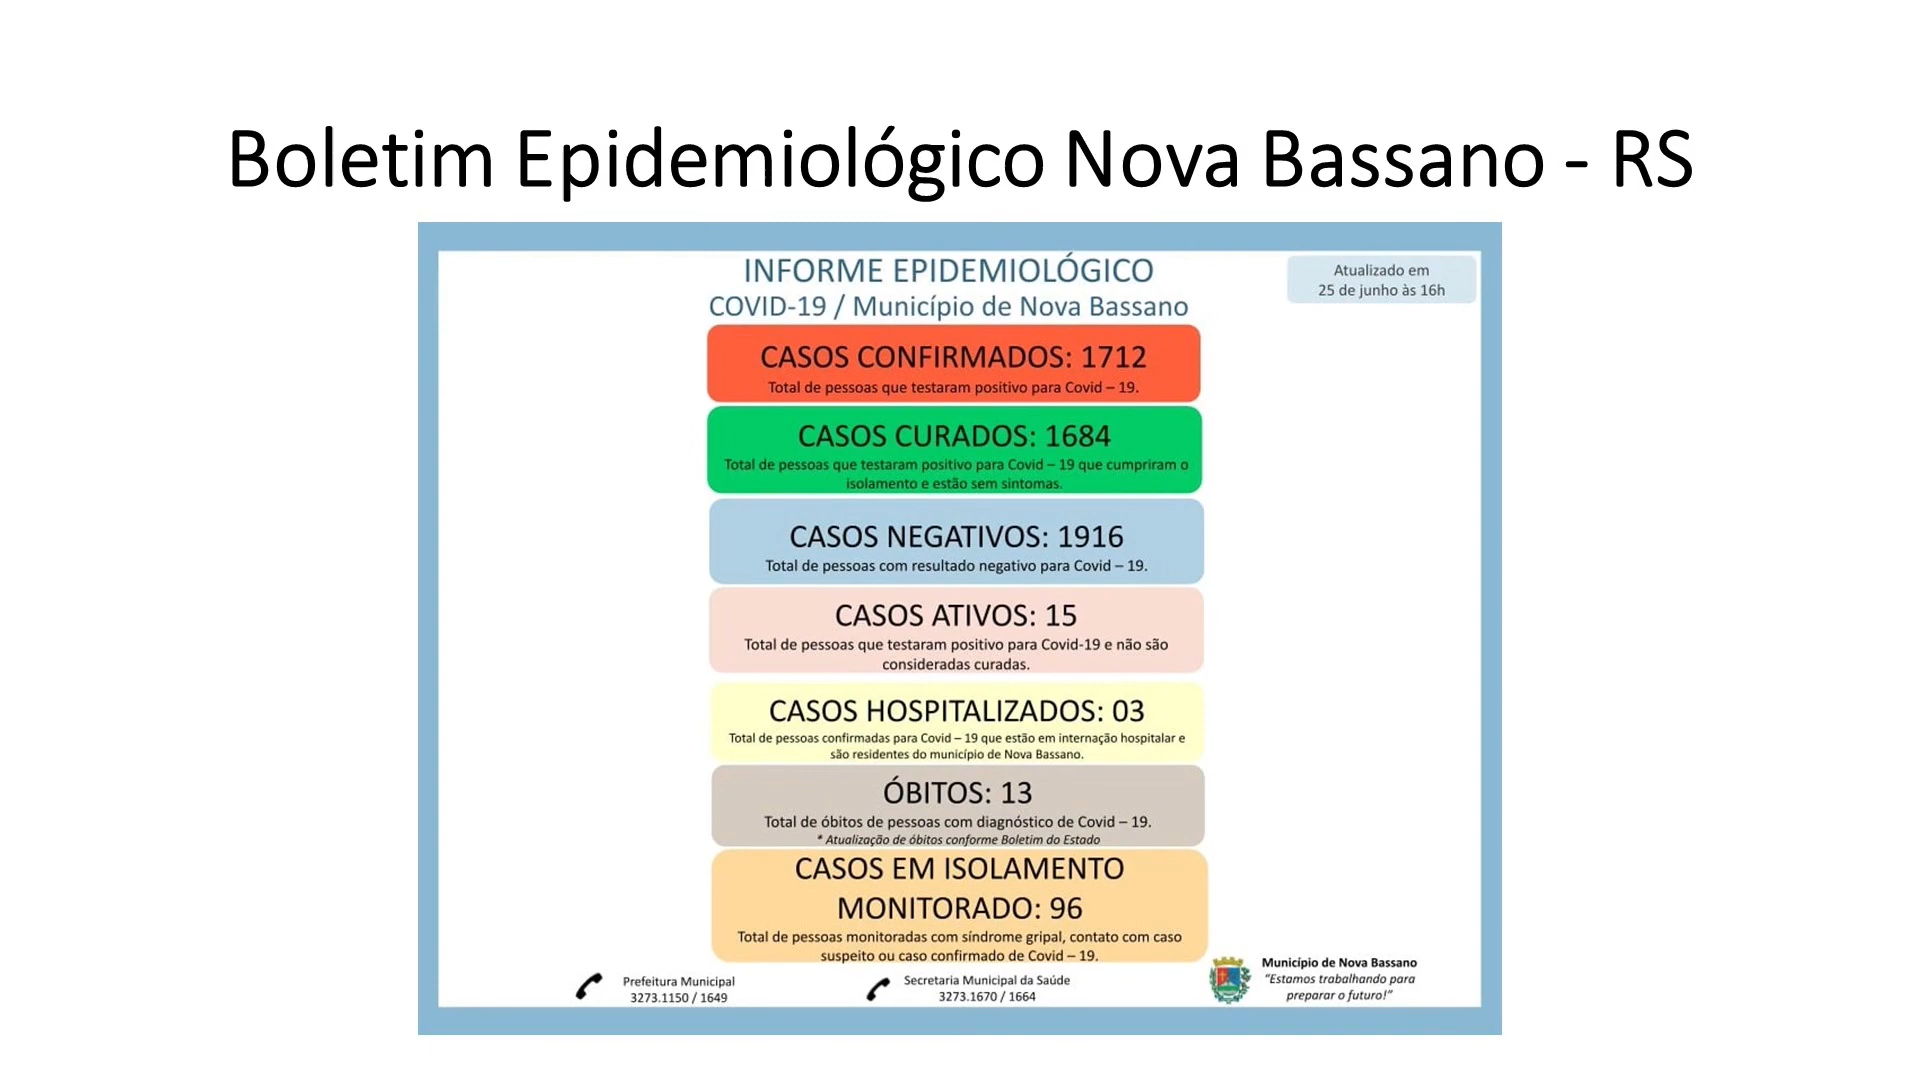 Boletim Epidemiológico Nova Bassano - RS
INFORME EPIDEMIOLÓGICO
COVID-19 / Município de Nova Bassano
Atualizado em
25 de junho às 16h
CASOS CONFIRMADOS: 1712
Total de pessoas que testaram positivo para Covid – 19.
CASOS CURADOS: 1684
Total de pessoas que testaram positivo para Covid – 19 que cumpriram o
isolamento e estão sem sintomas.
CASOS NEGATIVOS: 1916
Total de pessoas com resultado negativo para Covid – 19.
CASOS ATIVOS: 15
Total de pessoas que testaram positivo para Covid-19 e não são
consideradas curadas.
CASOS HOSPITALIZADOS: 03
Total de pessoas confirmadas para Covid – 19 que estão em internação hospitalar e
são residentes do município de Nova Bassano.
ÓBITOS: 13
Total de óbitos de pessoas com diagnóstico de Covid – 19.
* Atualização de óbitos conforme Boletim do Estado
CASOS EM ISOLAMENTO
MONITORADO: 96
Total de pessoas monitoradas com síndrome gripal, contato com caso
suspeito ou caso confirmado de Covid – 19.
Prefeitura Municipal
3273.1150 / 1649
Secretaria Municipal da Saúde
3273.1670 / 1664
Município de Nova Bassano
“Estamos trabalhando para
preparar o futuro!”